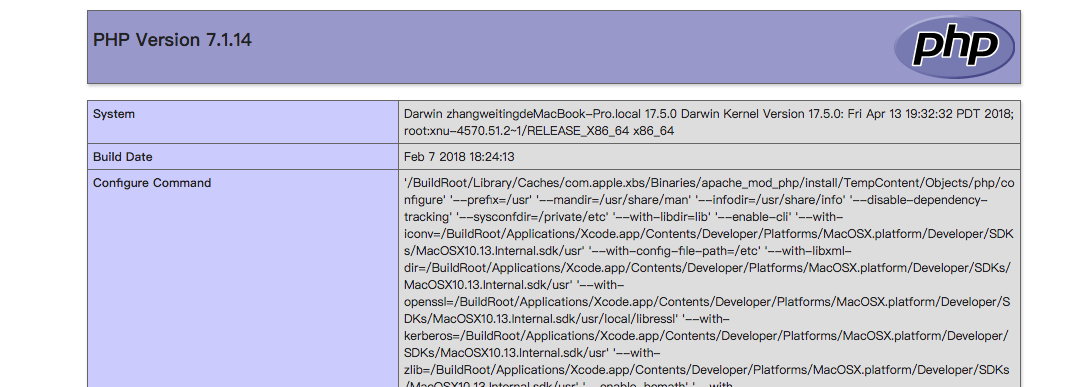 PHP Version 7.1.14
php
System
Darwin zhangweitingdeMacBook-Pro.local 17.5.0 Darwin Kernel Version 17.5.0: Fri Apr 13 19:32:32 PDT 2018;
root:xnu-4570.51.2~1/RELEASE_X86_64 x86_64
Build Date
Feb 7 2018 18:24:13
Configure Command
'/BuildRoot/Library/Caches/com.apple.xbs/Binaries/apache_mod_php/install/TempContent/Objects/php/co
nfigure' '--prefix=/usr' '--mandir=/usr/share/man' '--infodir=/usr/share/info' '--disable-dependency-
tracking' '--sysconfdir=/private/etc' '--with-libdir=lib' '--enable-cli' '--with-
iconv=/BuildRoot/Applications/Xcode.app/Contents/Developer/Platforms/MacOSX.platform/Developer/SDK
s/MacOSX10.13.Internal.sdk/usr' '--with-config-file-path=/etc' '--with-libxml-
dir=/BuildRoot/Applications/Xcode.app/Contents/Developer/Platforms/MacOSX.platform/Developer/SDKs/
MacOSX10.13.Internal.sdk/usr' '--with-
openssl=/BuildRoot/Applications/Xcode.app/Contents/Developer/Platforms/MacOSX.platform/Developer/S
DKs/MacOSX10.13.Internal.sdk/usr/local/libressl' '--with-
kerberos=/BuildRoot/Applications/Xcode.app/Contents/Developer/Platforms/MacOSX.platform/Developer/
SDKs/MacOSX10.13.Internal.sdk/usr' '--with-
zlib=/BuildRoot/Applications/Xcode.app/Contents/Developer/Platforms/MacOSX.platform/Developer/SDKs
/MacOSX10.13.Internal.sdk/usr' '--enable-bcmath' '--with-